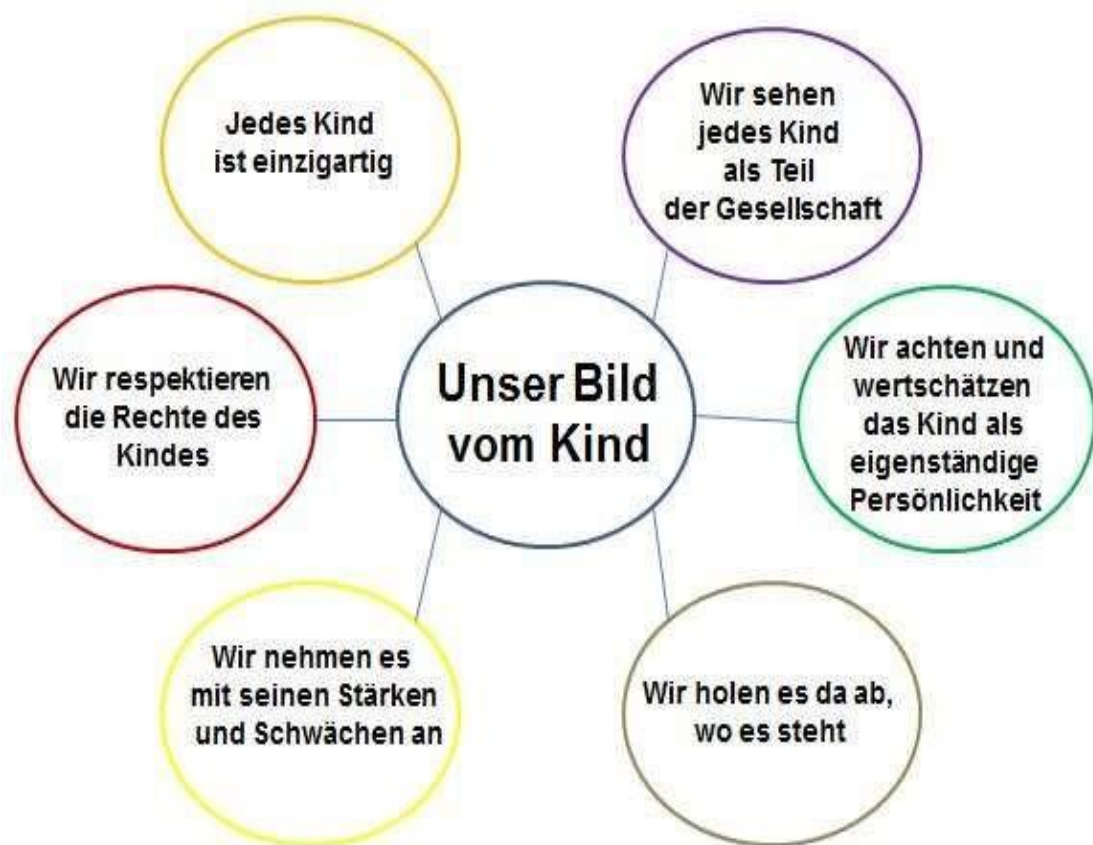 Jedes Kind
ist einzigartig
Wir sehen
jedes Kind
als Teil
der Gesellschaft
Wir respektieren
die Rechte des
Kindes
Unser Bild
vom Kind
Wir achten und
wertschätzen
das Kind als
eigenständige
Persönlichkeit
Wir nehmen es
mit seinen Stärken
und Schwächen an
Wir holen es da ab,
wo es steht